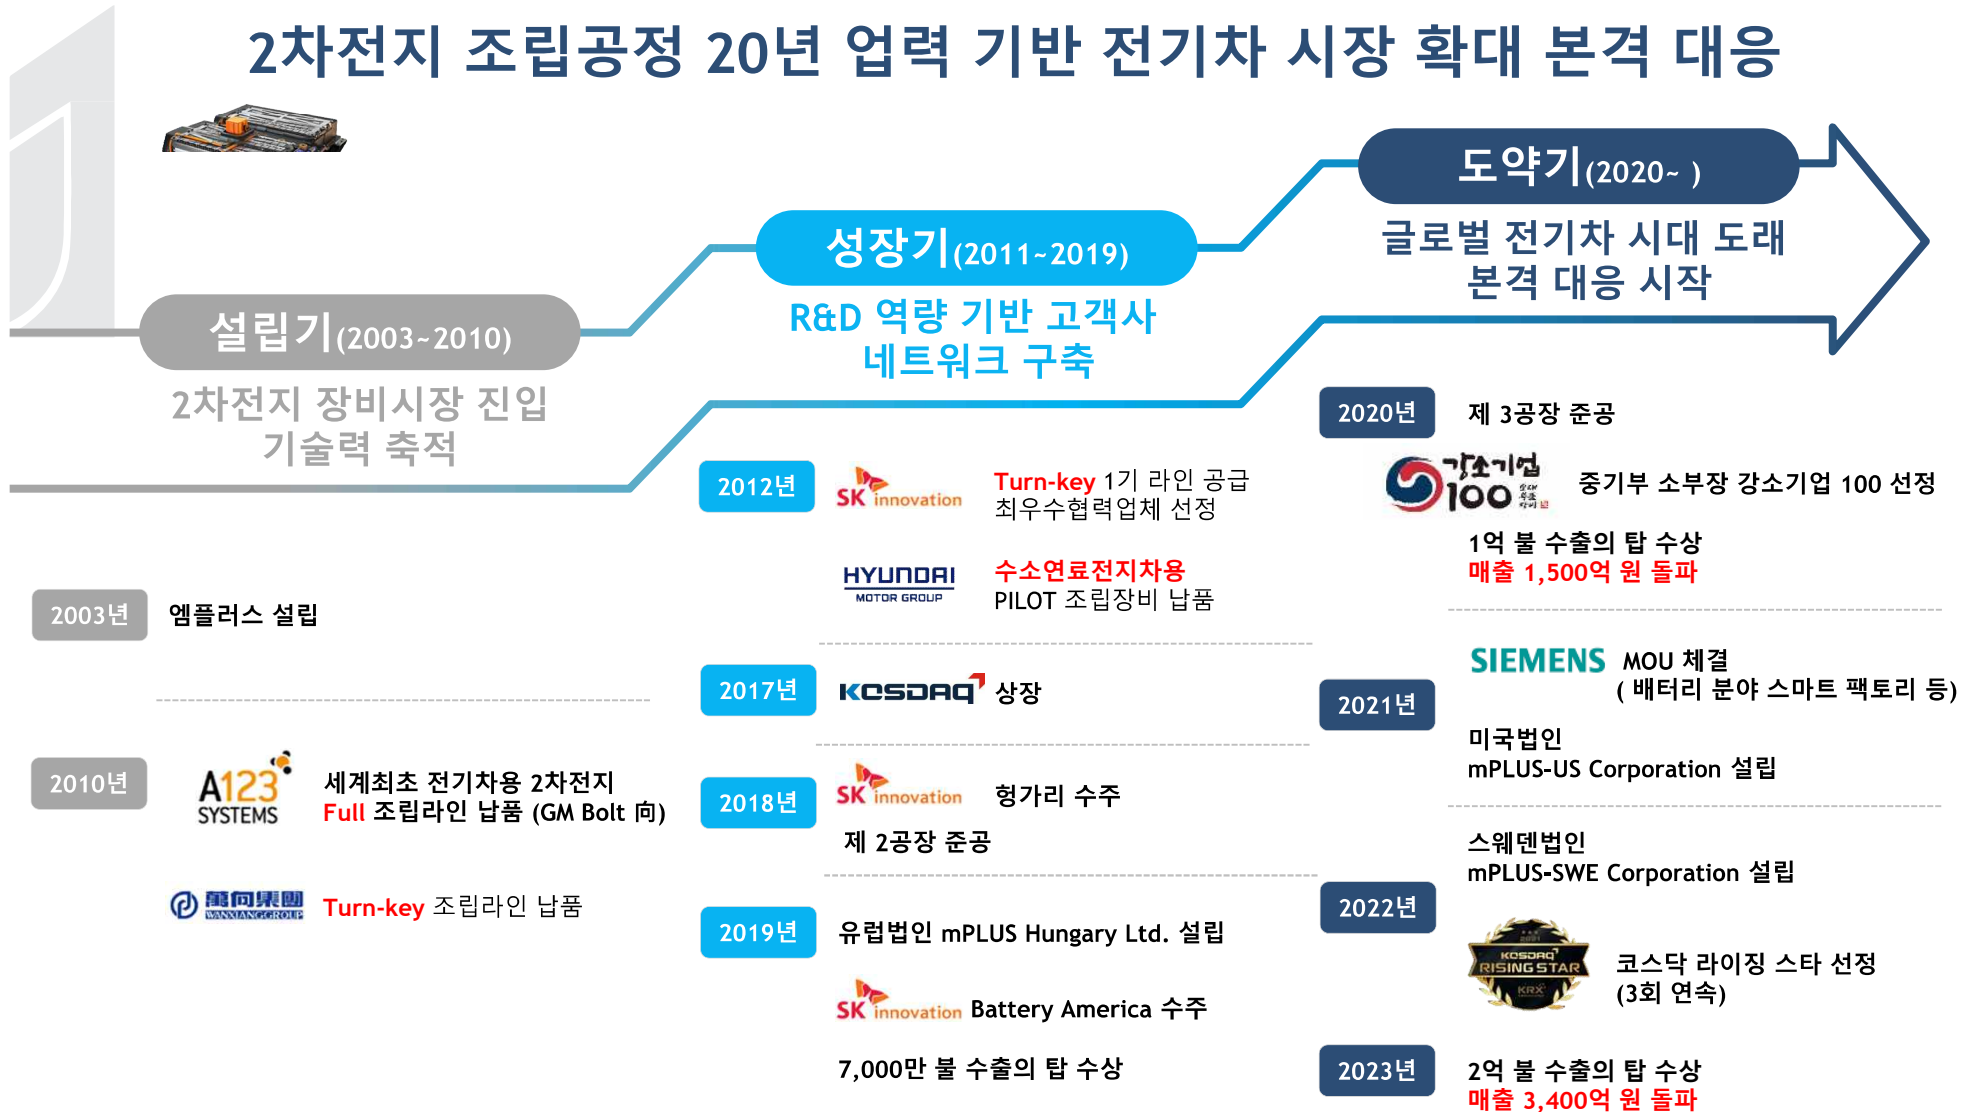 2차전지 조립공정 20년 업력 기반 전기차 시장 확대 본격 대응
설립기(2003~2010)
2차전지 장비시장 진입
기술력 축적
2003년
엠플러스 설립
2010년
A123
SYSTEMS
세계최초 전기차용 2차전지
Full 조립라인 납품 (GM Bolt 向)
萬向集團
WANXIANG GROUP
Turn-key 조립라인 납품
성장기(2011~2019)
R&D 역량 기반 고객사
네트워크 구축
2012년
SK innovation
Turn-key 1기 라인 공급
최우수협력업체 선정
HYUNDAI
MOTOR GROUP
수소연료전지차용
PILOT 조립장비 납품
2017년
KOSDAQ 상장
2018년
SK innovation 헝가리 수주
제 2공장 준공
2019년
유럽법인 mPLUS Hungary Ltd. 설립
SK innovation Battery America 수주
7,000만 불 수출의 탑 수상
도약기(2020~ )
글로벌 전기차 시대 도래
본격 대응 시작
2020년
제 3공장 준공
강소기업
100
중기부 소부장 강소기업 100 선정
1억 불 수출의 탑 수상
매출 1,500억 원 돌파
2021년
SIEMENS MOU 체결
( 배터리 분야 스마트 팩토리 등)
미국법인
mPLUS-US Corporation 설립
2022년
스웨덴법인
mPLUS-SWE Corporation 설립
2021
KOSDAQ
RISING STAR
KRX
코스닥 라이징 스타 선정
(3회 연속)
2023년
2억 불 수출의 탑 수상
매출 3,400억 원 돌파